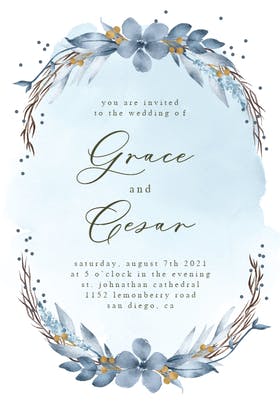 you are invited
to the wedding of
Grace
and
Cesar
saturday, august 7th 2021
at 5 o`clock in the evening
st. johnathan cathedral
1152 lemonberry road
san diego, ca